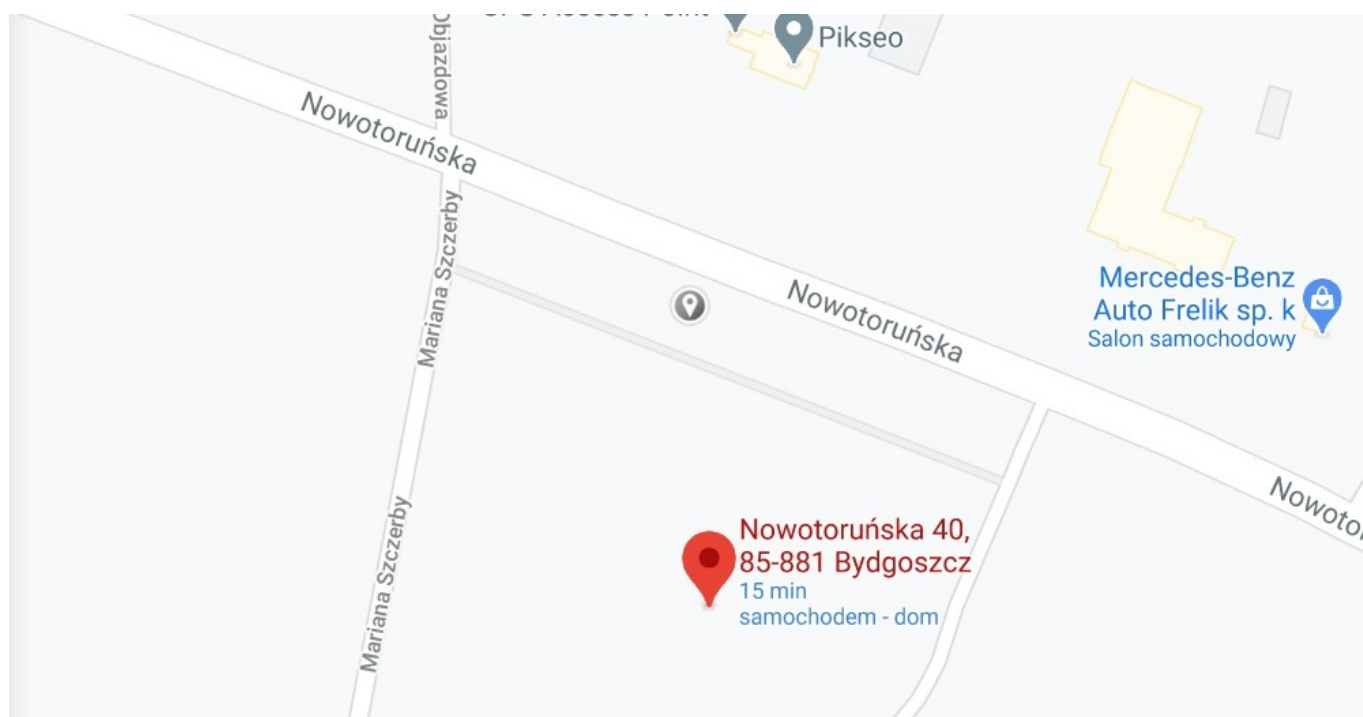 Pikseo
Objazdowa
Nowotoruńska
Mariana Szczerby
Nowotoruńska
Mercedes-Benz
Auto Frelik sp. k
Salon samochodowy
Mariana Szczerby
Nowotoruńska 40,
85-881 Bydgoszcz
15 min
samochodem - dom